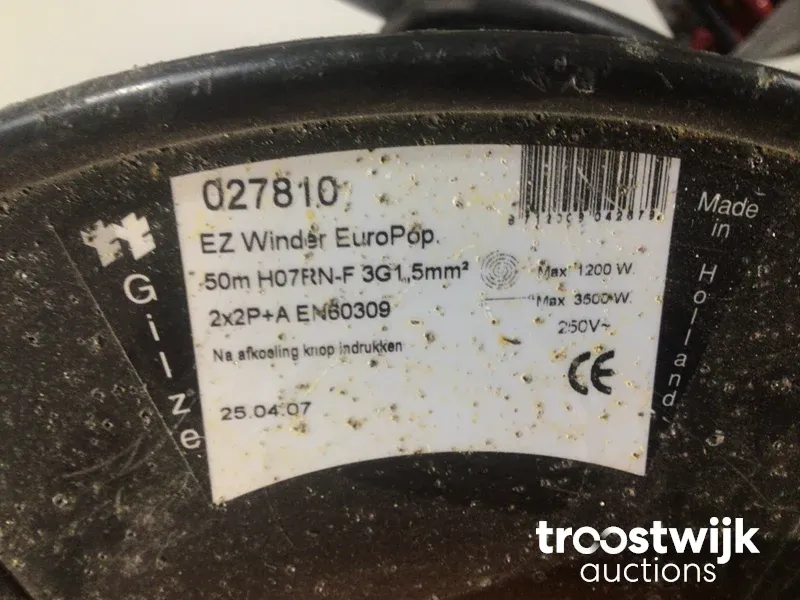 027810
EZ Winder EuroPop.
50m H07RN-F 3G1,5mm²
2x2P+A EN60309
Na afkoeling knop indrukken
25.04.07
Max 1200 W.
Max 3500 W.
250V~
CE
Gilze
Made in
Holland
troostwijk
auctions